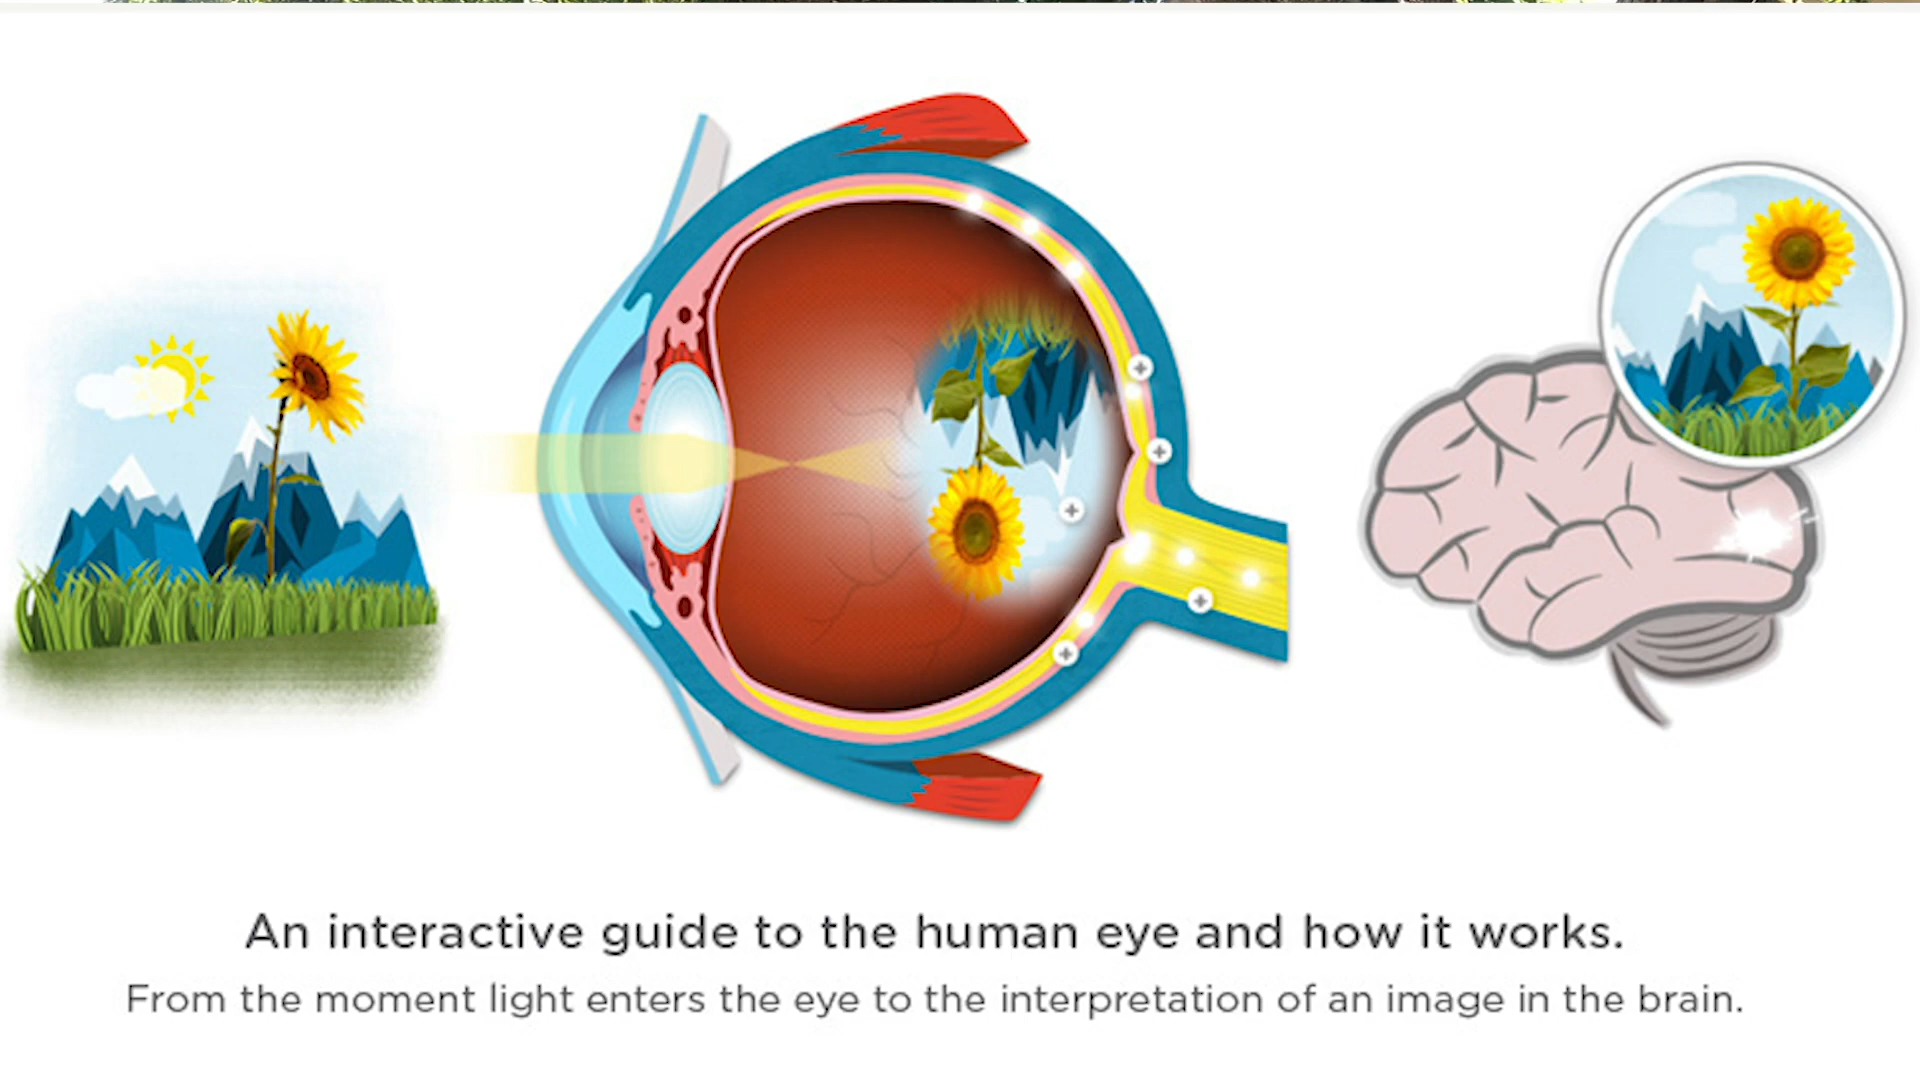 An interactive guide to the human eye and how it works.
From the moment light enters the eye to the interpretation of an image in the brain.